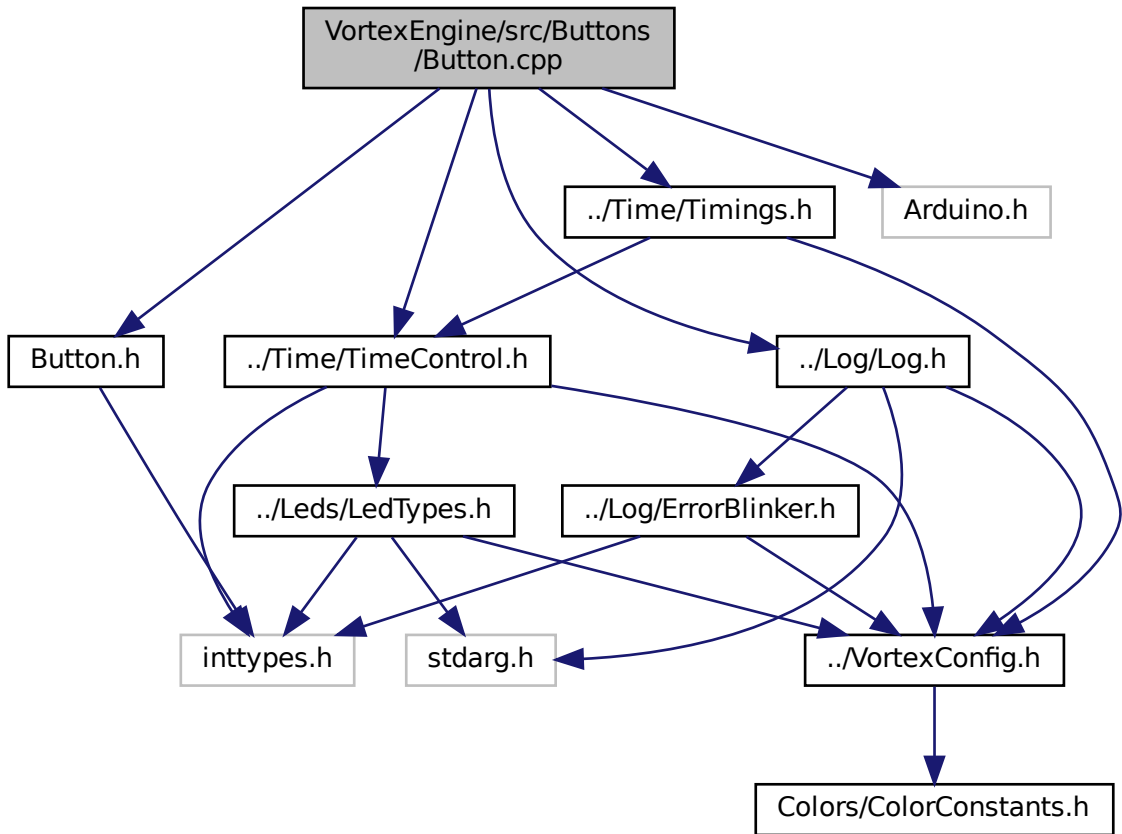 VortexEngine/src/Buttons
/Button.cpp
../Time/Timings.h
Arduino.h
Button.h
../Time/TimeControl.h
../Log/Log.h
../Leds/LedTypes.h
../Log/ErrorBlinker.h
inttypes.h
stdarg.h
../VortexConfig.h
Colors/ColorConstants.h